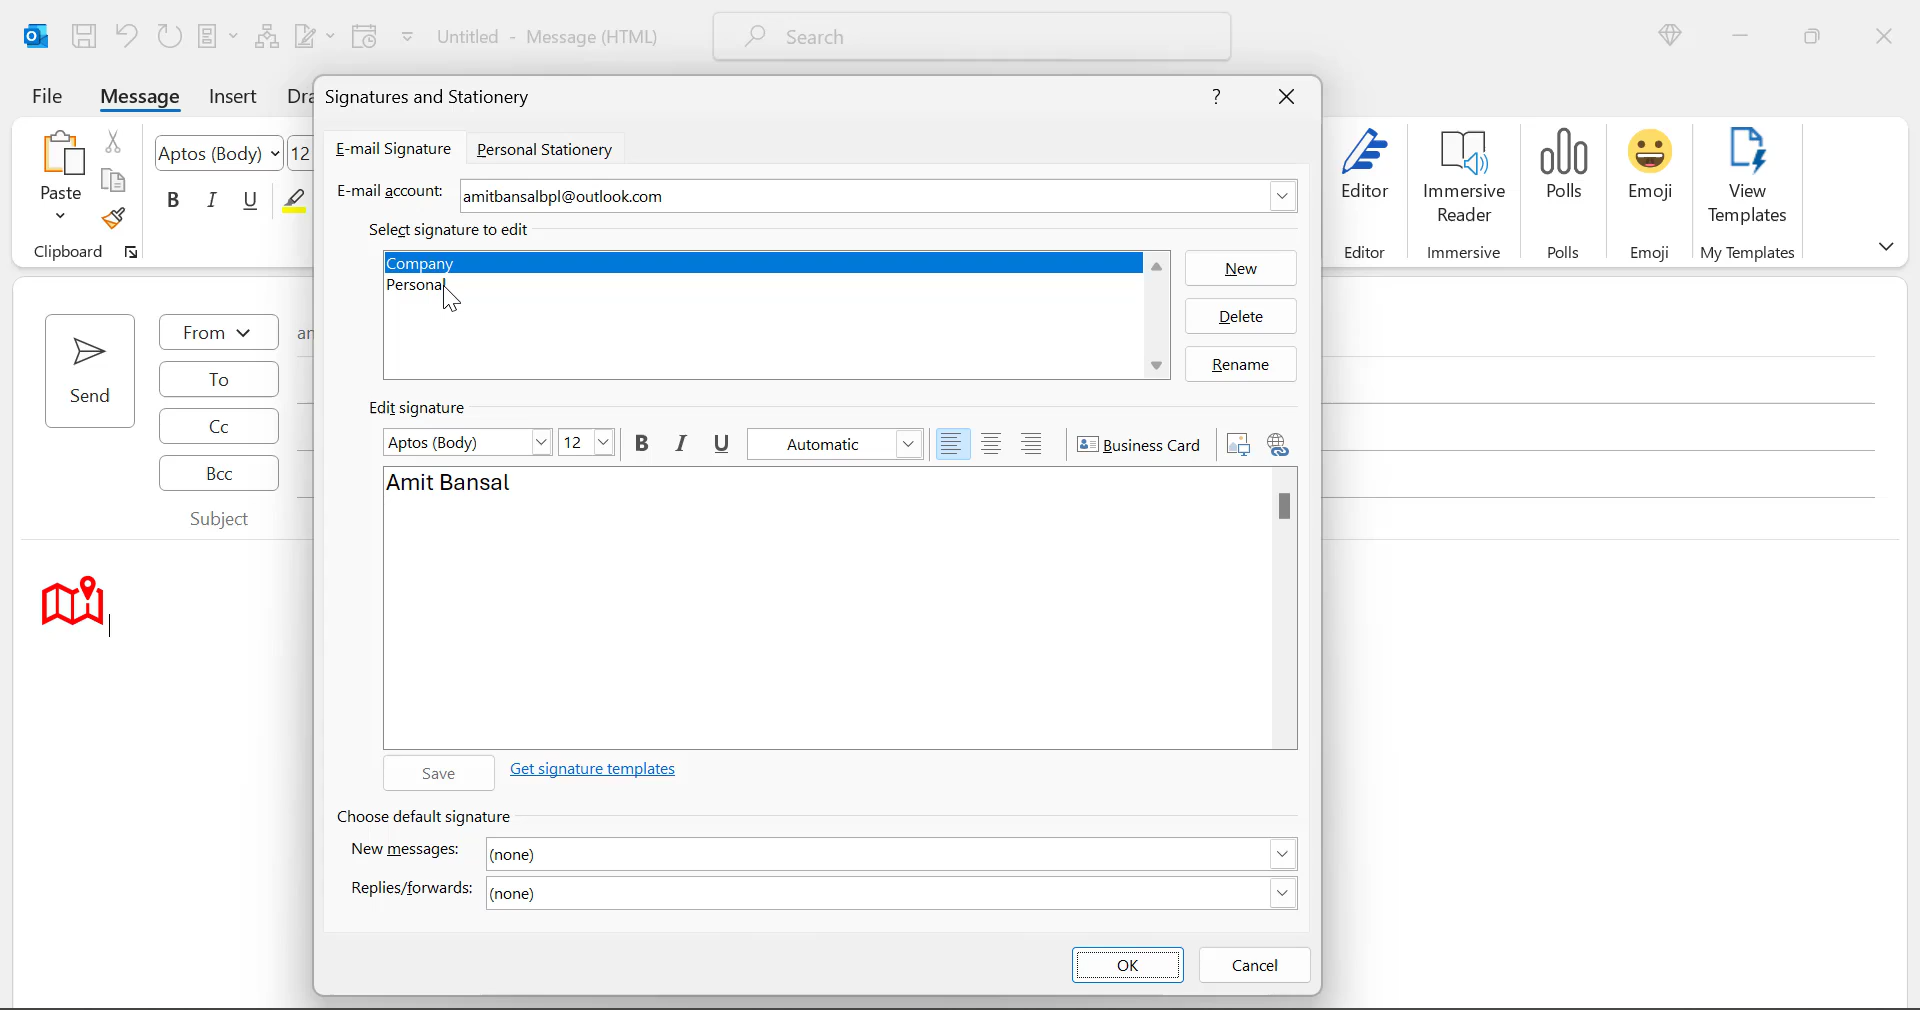 Untitled - Message (HTML)
Search
File Message Insert Dra
Signatures and Stationery
?
E-mail Signature Personal Stationery
Paste
Aptos (Body) 12
B I U
Clipboard
E-mail account: amitbansalbpl@outlook.com
Select signature to edit
Company
Personal
New
Delete
Rename
Editor
Immersive
Reader
Polls
Emoji
View
Templates
Editor Immersive Polls Emoji My Templates
Send
From
To
Cc
Bcc
Subject
an
Edit signature
Aptos (Body) 12 B I U Automatic Business Card
Amit Bansal
Save Get signature templates
Choose default signature
New messages: (none)
Replies/forwards: (none)
OK Cancel